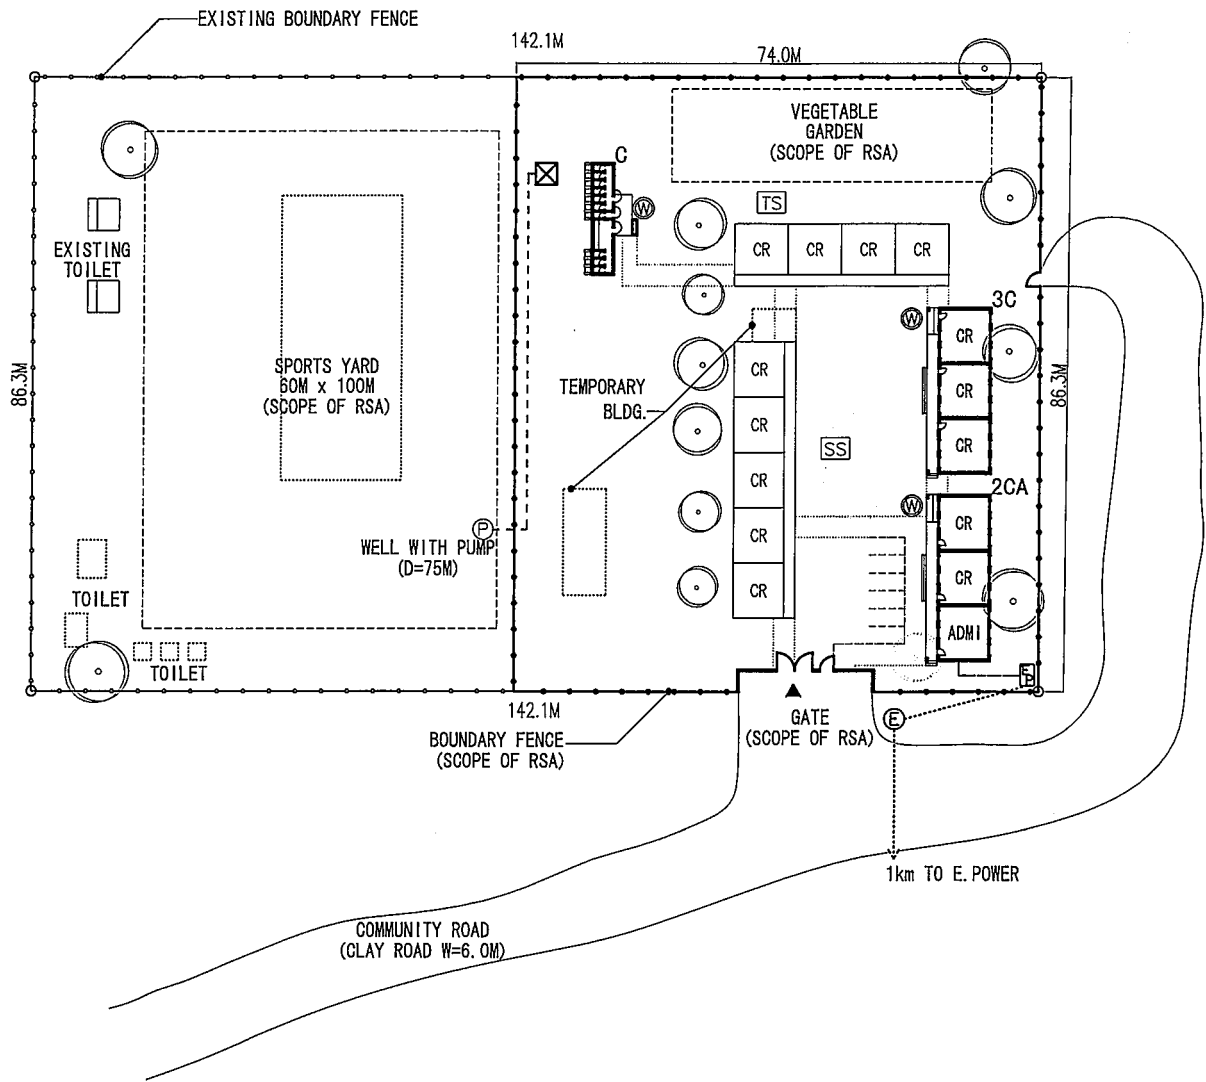 EXISTING BOUNDARY FENCE
142.1M
74.0M
VEGETABLE
GARDEN
(SCOPE OF RSA)
C
W
TS
CR CR CR CR
EXISTING
TOILET
3C
W
CR
CR
CR
86.3M
86.3M
SPORTS YARD
60M x 100M
(SCOPE OF RSA)
TEMPORARY
BLDG.
CR
CR
CR
CR
CR
SS
2CA
W
CR
CR
ADMI
P
WELL WITH PUMP
(D=75M)
TOILET
TOILET
142.1M
BOUNDARY FENCE
(SCOPE OF RSA)
GATE
(SCOPE OF RSA)
E
1km TO E.POWER
COMMUNITY ROAD
(CLAY ROAD W=6.0M)